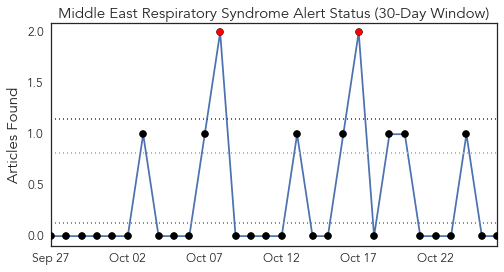 Middle East Respiratory Syndrome Alert Status (30-Day Window)
Articles Found
2.0
1.5
1.0
0.5
0.0
Sep 27 Oct 02 Oct 07 Oct 12 Oct 17 Oct 22